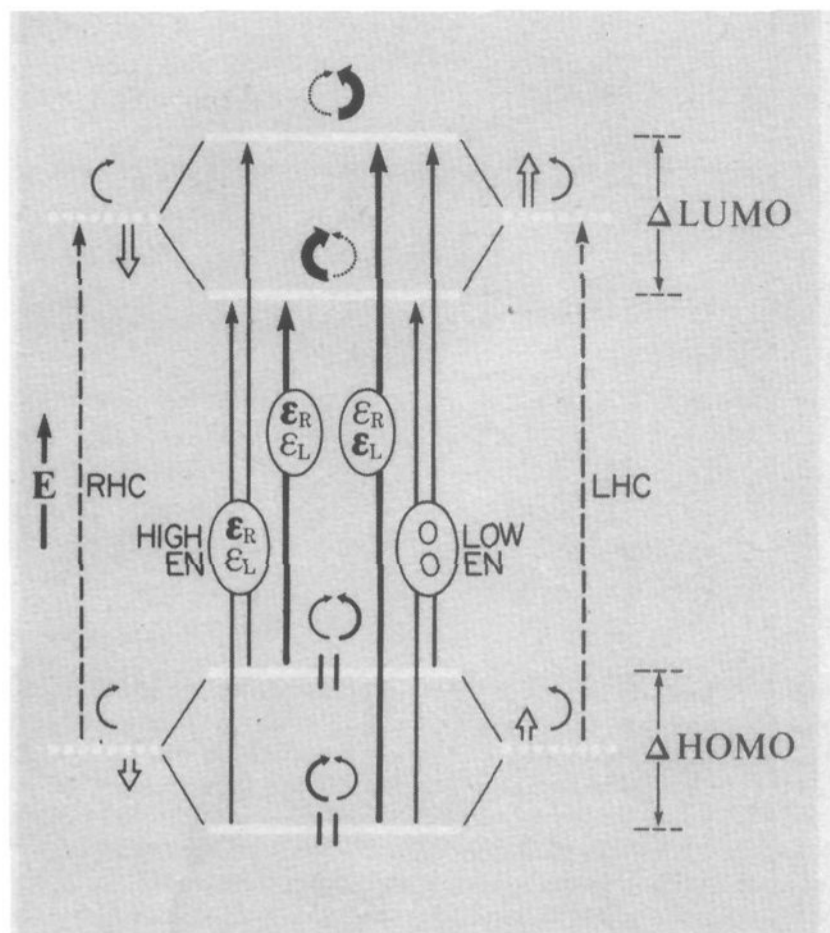 ΔLUMO
ε_R
ε_L
ε_R
ε_L
E
RHC
LHC
HIGH
EN
ε_R
ε_L
O
O
LOW
EN
ΔHOMO